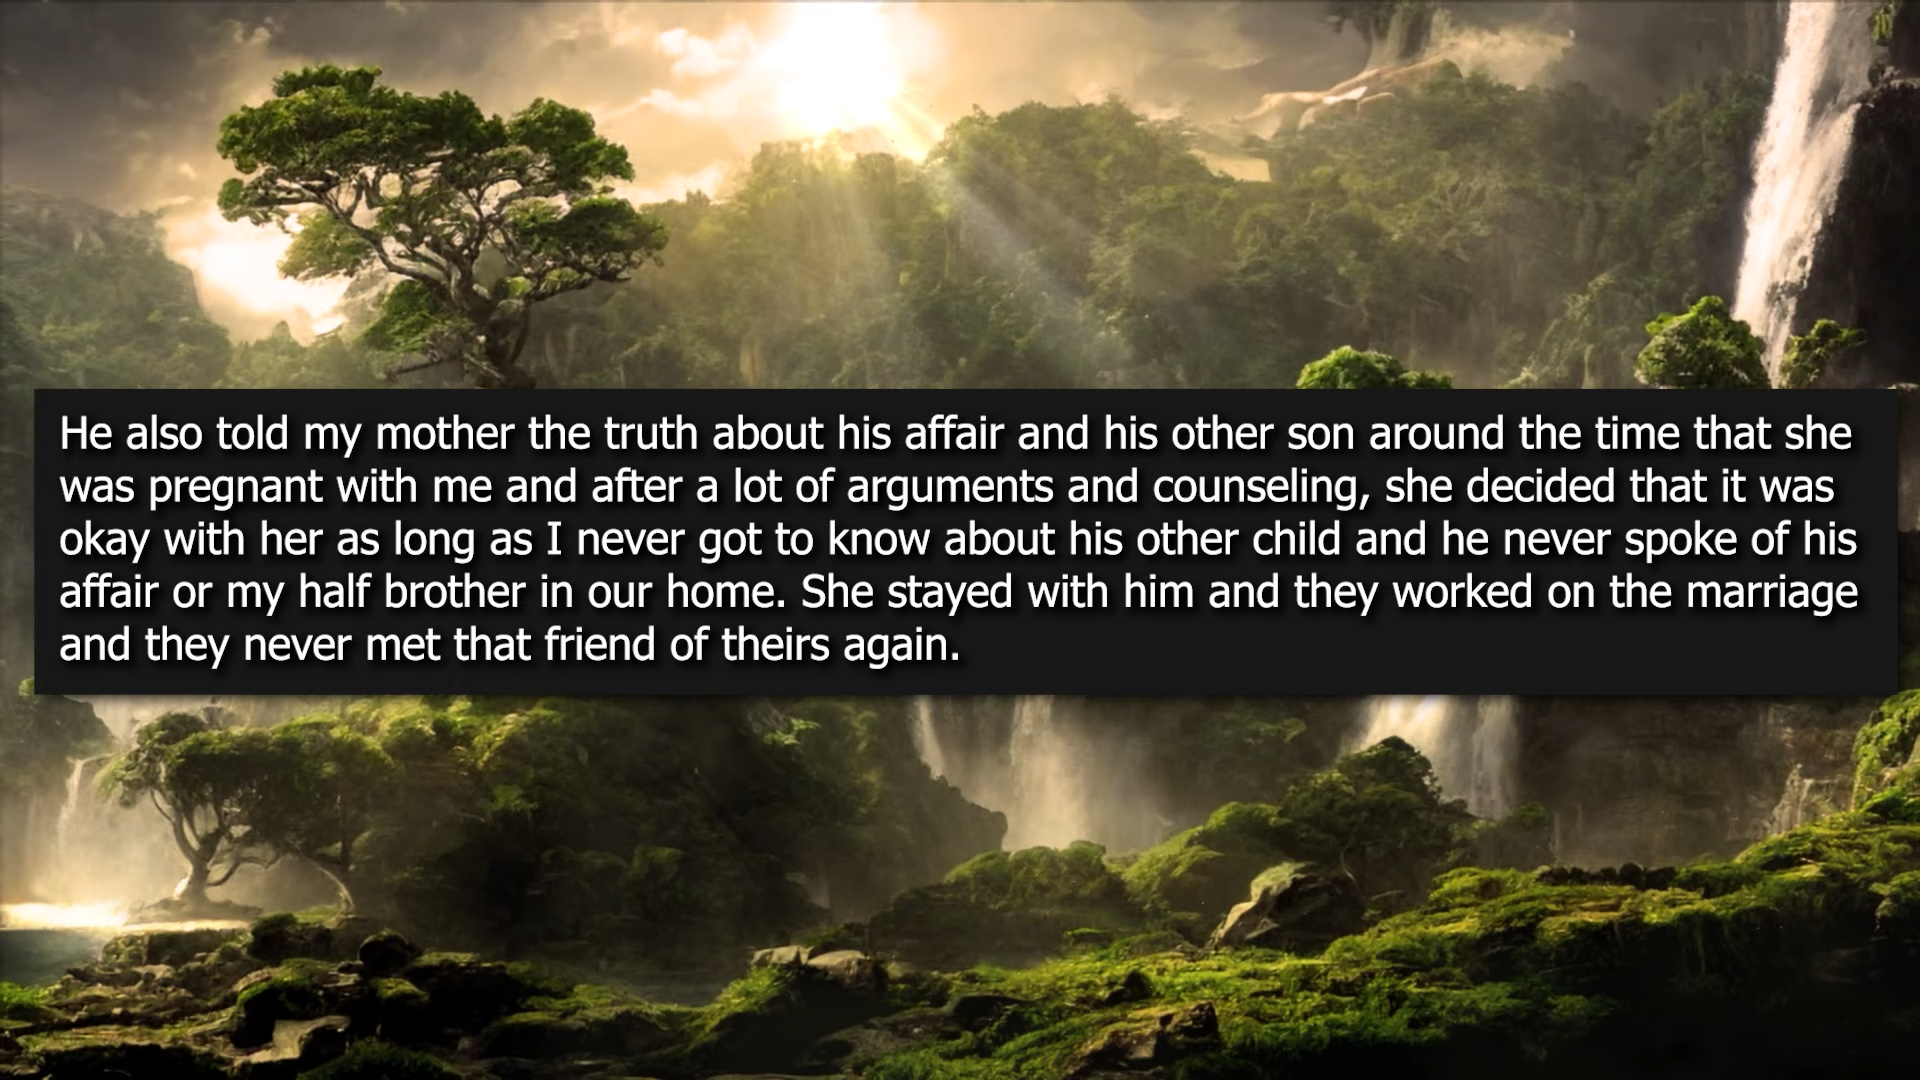 He also told my mother the truth about his affair and his other son around the time that she
was pregnant with me and after a lot of arguments and counseling, she decided that it was
okay with her as long as I never got to know about his other child and he never spoke of his
affair or my half brother in our home. She stayed with him and they worked on the marriage
and they never met that friend of theirs again.